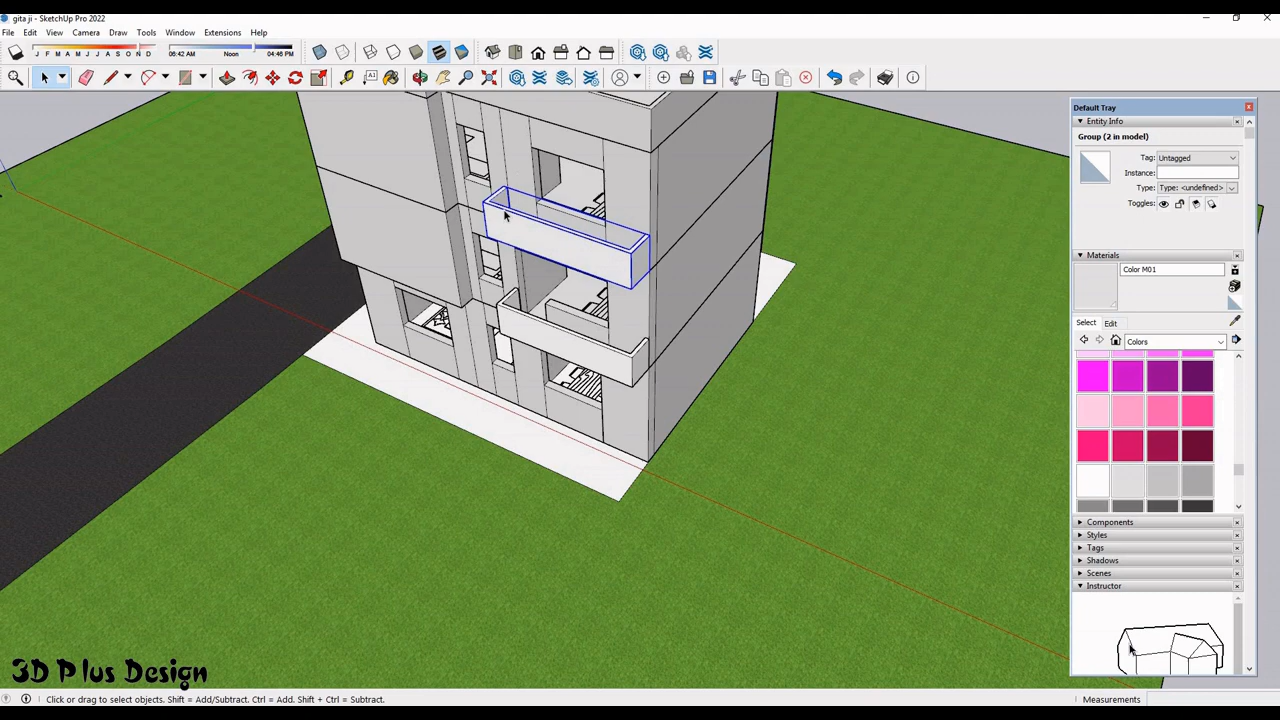 gita ji - SketchUp Pro 2022
File Edit View Camera Draw Tools Window Extensions Help
J F M A M J J A S O N D 06:42 AM Noon 04:46 PM
Default Tray
Entity Info
Group (2 in model)
Tag: Untagged
Instance:
Type: Type: <undefined>
Toggles:
Materials
Color M01
Select Edit
Colors
Components
Styles
Tags
Shadows
Scenes
Instructor
3D Plus Design
Click or drag to select objects. Shift = Add/Subtract. Ctrl = Add. Shift + Ctrl = Subtract. Measurements